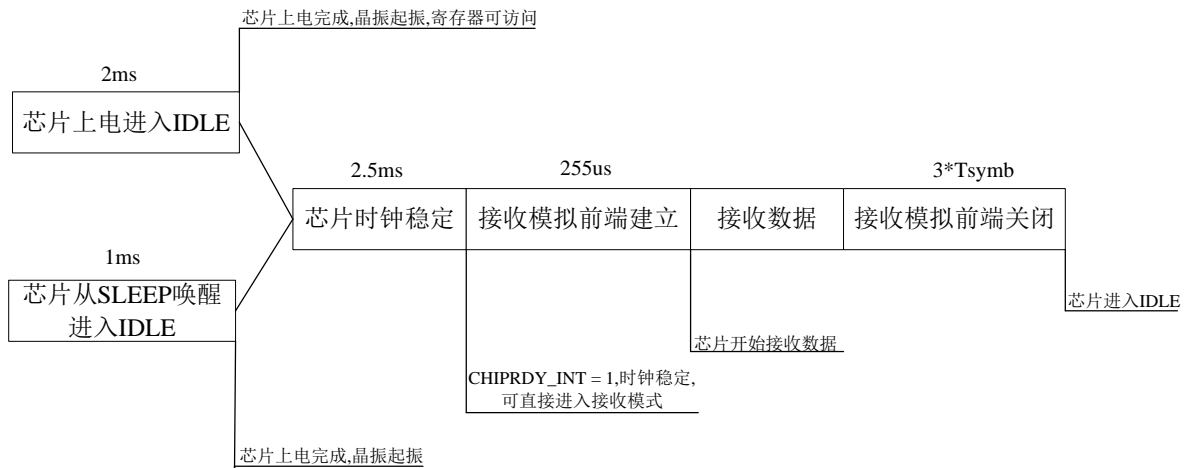 芯片上电完成,晶振起振,寄存器可访问
2ms
芯片上电进入IDLE
2.5ms
255us
3*Tsymb
芯片时钟稳定
接收模拟前端建立
接收数据
接收模拟前端关闭
1ms
芯片从SLEEP唤醒
进入IDLE
芯片进入IDLE
芯片开始接收数据
CHIPRDY_INT = 1,时钟稳定,
可直接进入接收模式
芯片上电完成,晶振起振